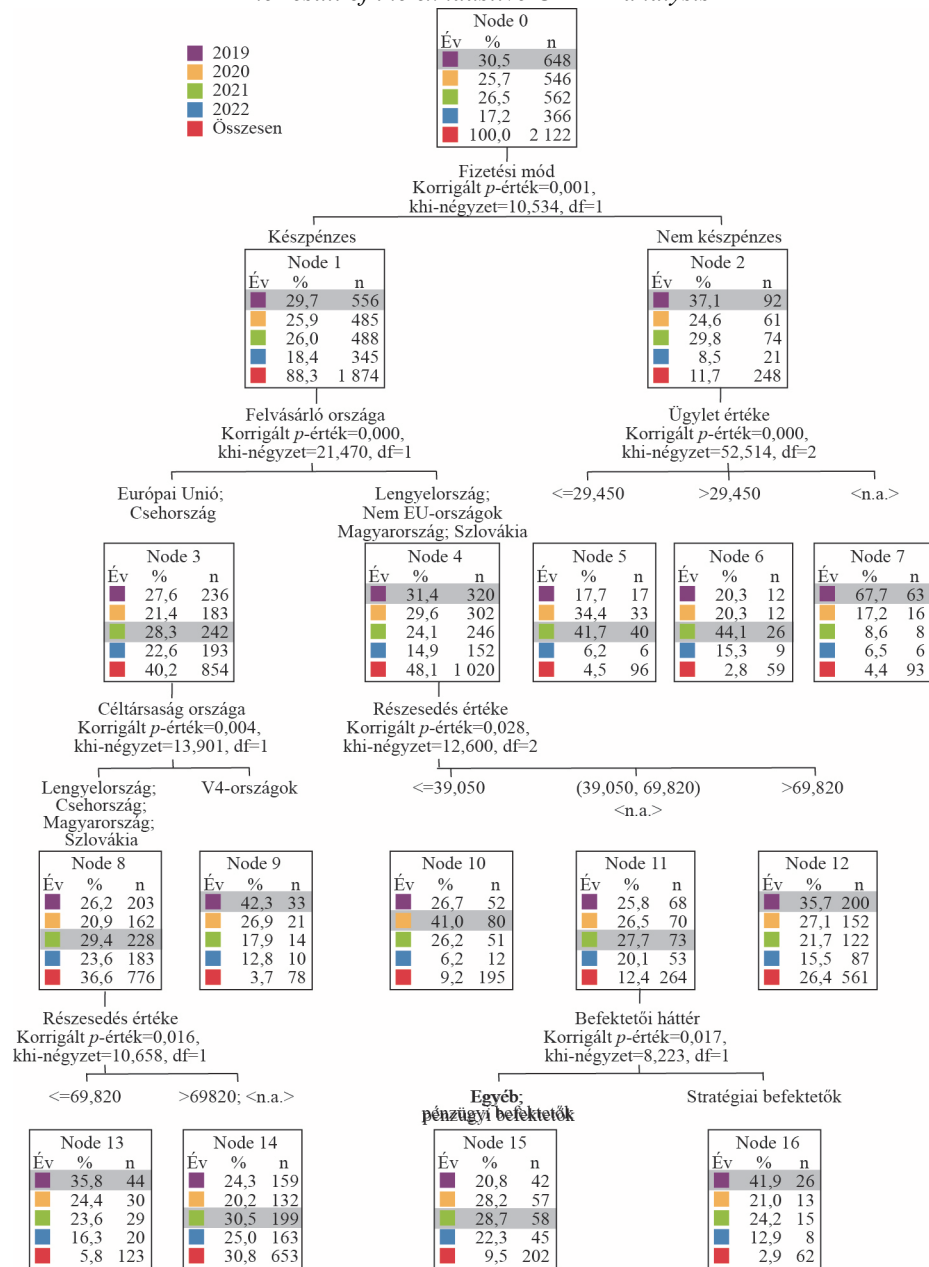 2019
2020
2021
2022
Összesen
Node 0
Év % n
30,5 648
25,7 546
26,5 562
17,2 366
100,0 2 122
Fizetési mód
Korrigált p-érték=0,001,
khi-négyzet=10,534, df=1
Készpénzes
Node 1
Év % n
29,7 556
25,9 485
26,0 488
18,4 345
88,3 1 874
Nem készpénzes
Node 2
Év % n
37,1 92
24,6 61
29,8 74
8,5 21
11,7 248
Felvásárló országa
Korrigált p-érték=0,000,
khi-négyzet=21,470, df=1
Ügylet értéke
Korrigált p-érték=0,000,
khi-négyzet=52,514, df=2
Európai Unió;
Csehország
Node 3
Év % n
27,6 236
21,4 183
28,3 242
22,6 193
40,2 854
Lengyelország;
Nem EU-országok
Magyarország; Szlovákia
Node 4
Év % n
31,4 320
29,6 302
24,1 246
14,9 152
48,1 1 020
<=29,450
Node 5
Év % n
17,7 17
34,4 33
41,7 40
6,2 6
4,5 96
>29,450
Node 6
Év % n
20,3 12
20,3 12
44,1 26
15,3 9
2,8 59
<n.a.>
Node 7
Év % n
67,7 63
17,2 16
8,6 8
6,5 6
4,4 93
Céltársaság országa
Korrigált p-érték=0,004,
khi-négyzet=13,901, df=1
Részesedés értéke
Korrigált p-érték=0,028,
khi-négyzet=12,600, df=2
Lengyelország;
Csehország;
Magyarország;
Szlovákia
Node 8
Év % n
26,2 203
20,9 162
29,4 228
23,6 183
36,6 776
V4-országok
Node 9
Év % n
42,3 33
26,9 21
17,9 14
12,8 10
3,7 78
<=39,050
Node 10
Év % n
26,7 52
41,0 80
26,2 51
6,2 12
9,2 195
(39,050, 69,820)
<n.a.>
Node 11
Év % n
25,8 68
26,5 70
27,7 73
20,1 53
12,4 264
>69,820
Node 12
Év % n
35,7 200
27,1 152
21,7 122
15,5 87
26,4 561
Részesedés értéke
Korrigált p-érték=0,016,
khi-négyzet=10,658, df=1
Befektetői háttér
Korrigált p-érték=0,017,
khi-négyzet=8,223, df=1
<=69,820
Node 13
Év % n
35,8 44
24,4 30
23,6 29
16,3 20
5,8 123
>69820; <n.a.>
Node 14
Év % n
24,3 159
20,2 132
30,5 199
25,0 163
30,8 653
Egyéb;
pénzügyi befektetők
Node 15
Év % n
20,8 42
28,2 57
28,7 58
22,3 45
9,5 202
Stratégiai befektetők
Node 16
Év % n
41,9 26
21,0 13
24,2 15
12,9 8
2,9 62